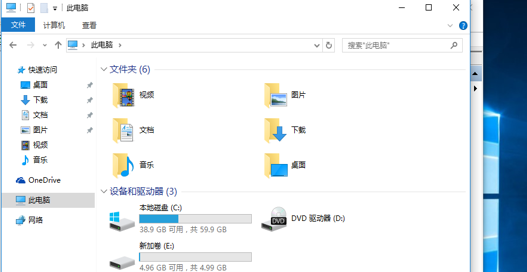 此电脑
文件
计算机
查看
此电脑
搜索"此电脑"
快速访问
桌面
下载
文档
图片
视频
音乐
OneDrive
此电脑
网络
文件夹 (6)
视频
图片
文档
下载
音乐
桌面
设备和驱动器 (3)
本地磁盘 (C:)
38.9 GB 可用，共 59.9 GB
DVD
DVD 驱动器 (D:)
新加卷 (E:)
4.96 GB 可用，共 4.99 GB